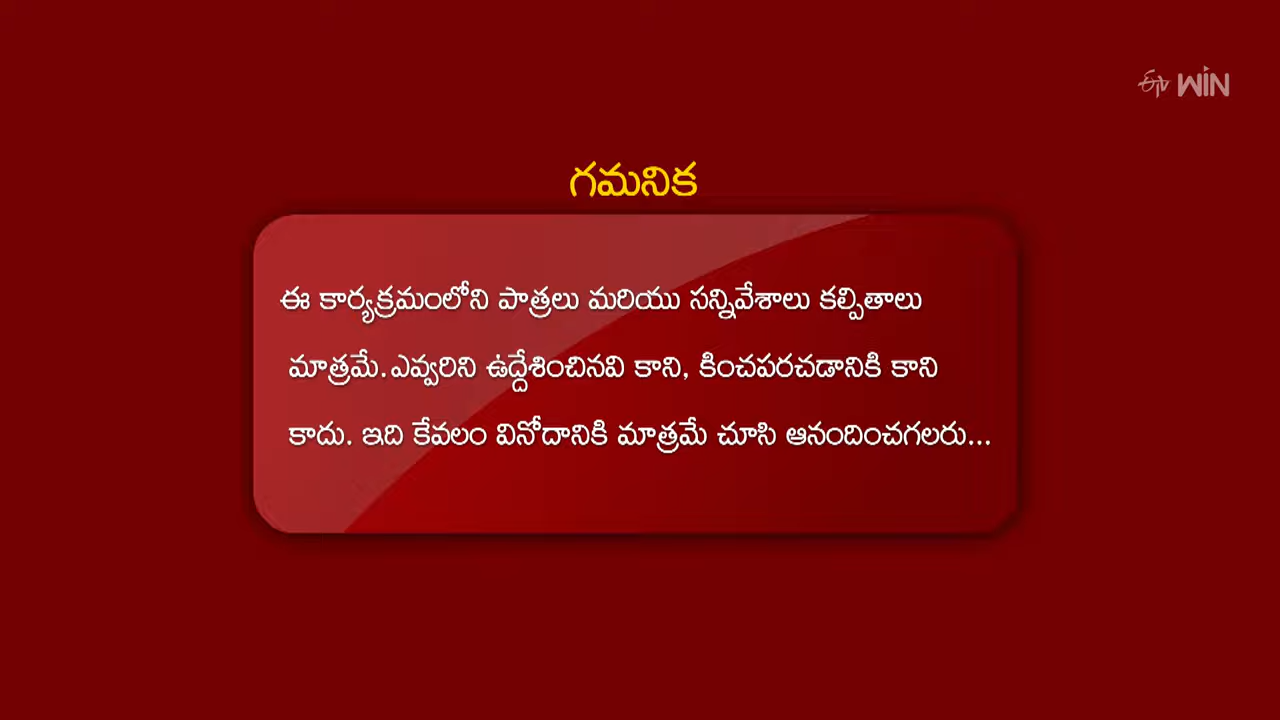 ఈటీవీ WIN
గమనిక
ఈ కార్యక్రమంలోని పాత్రలు మరియు సన్నివేశాలు కల్పితాలు
మాత్రమే.ఎవ్వరిని ఉద్దేశించినవి కాని, కించపరచడానికి కాని
కాదు. ఇది కేవలం వినోదానికి మాత్రమే చూసి ఆనందించగలరు...